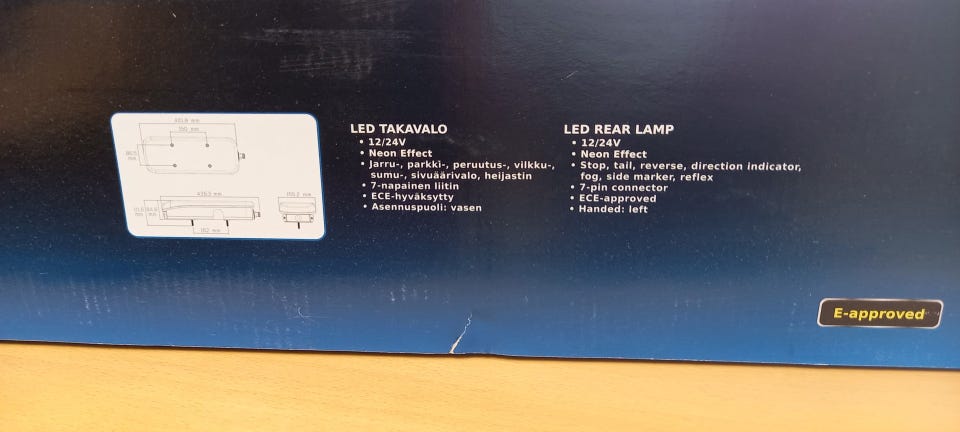 152 mm
LED TAKAVALO
• 12/24V
• Neon Effect
• Jarru-, parkki-, peruutus-, vilkku-,
sumu-, sivuäärivalo, heijastin
• 7-napainen liitin
• ECE-hyväksytty
• Asennuspuoli: vasen
LED REAR LAMP
• 12/24V
• Neon Effect
• Stop, tail, reverse, direction indicator,
fog, side marker, reflex
• 7-pin connector
• ECE-approved
• Handed: left
E-approved